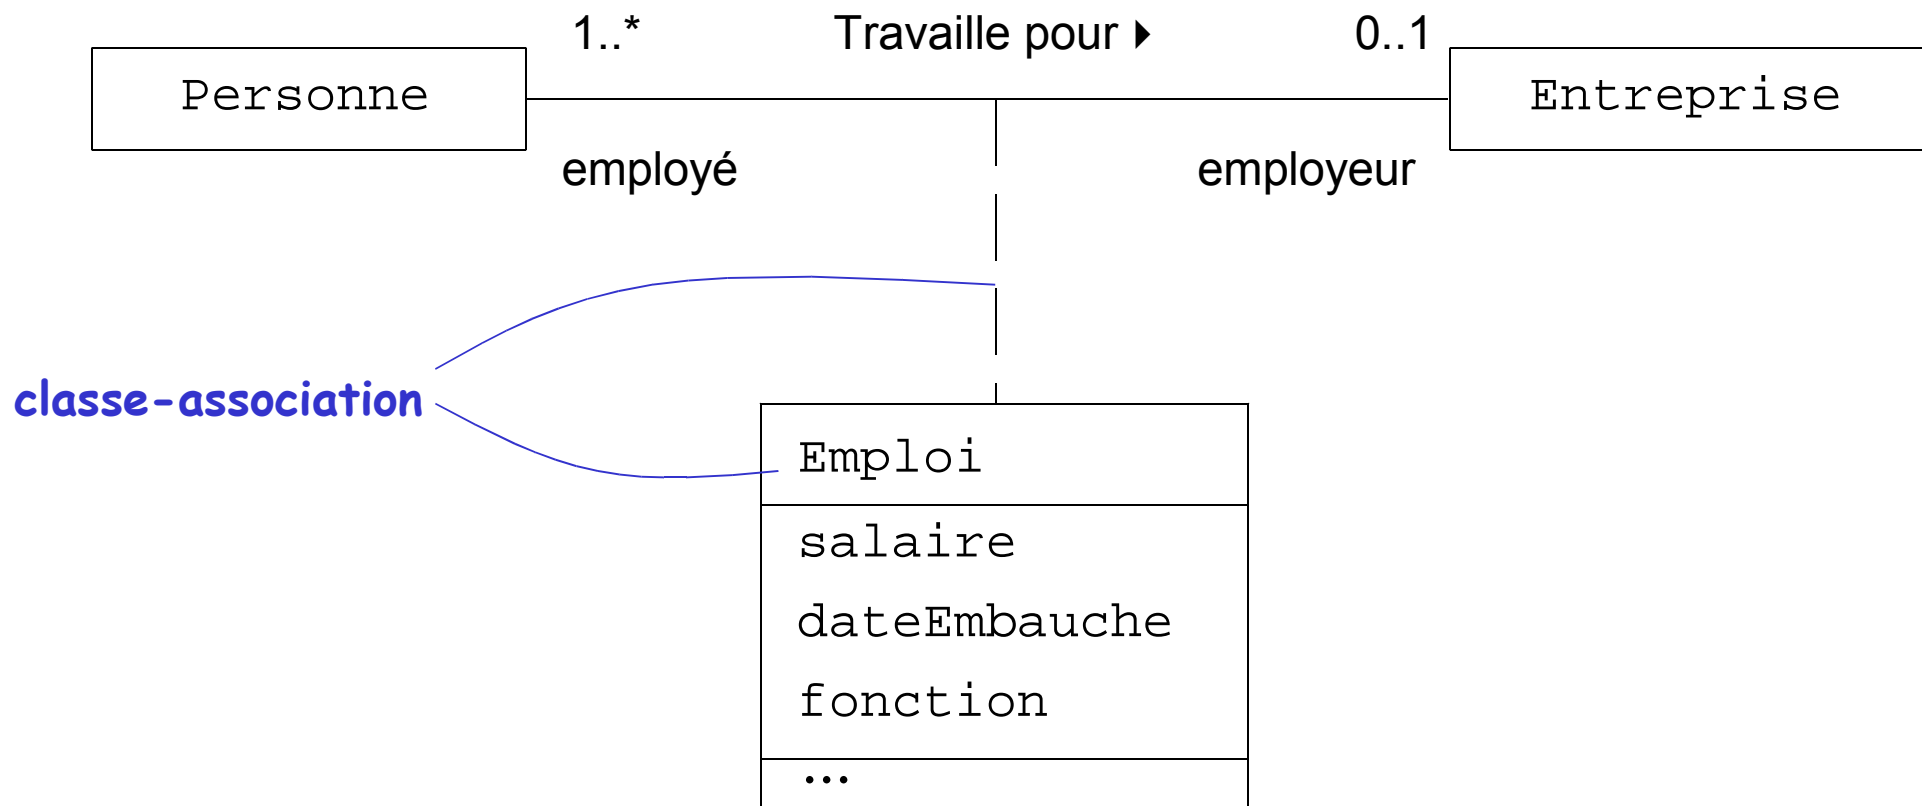 1..* Travaille pour ▸ 0..1
Personne Entreprise
employé employeur
classe-association
Emploi
salaire
dateEmbauche
fonction
...